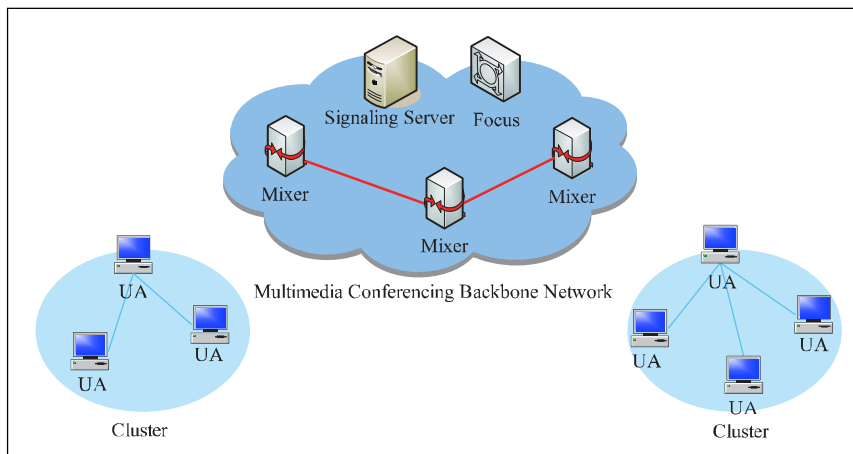 Signaling Server
Focus
Mixer
Mixer
Mixer
Multimedia Conferencing Backbone Network
UA
UA
UA
Cluster
UA
UA
UA
UA
Cluster